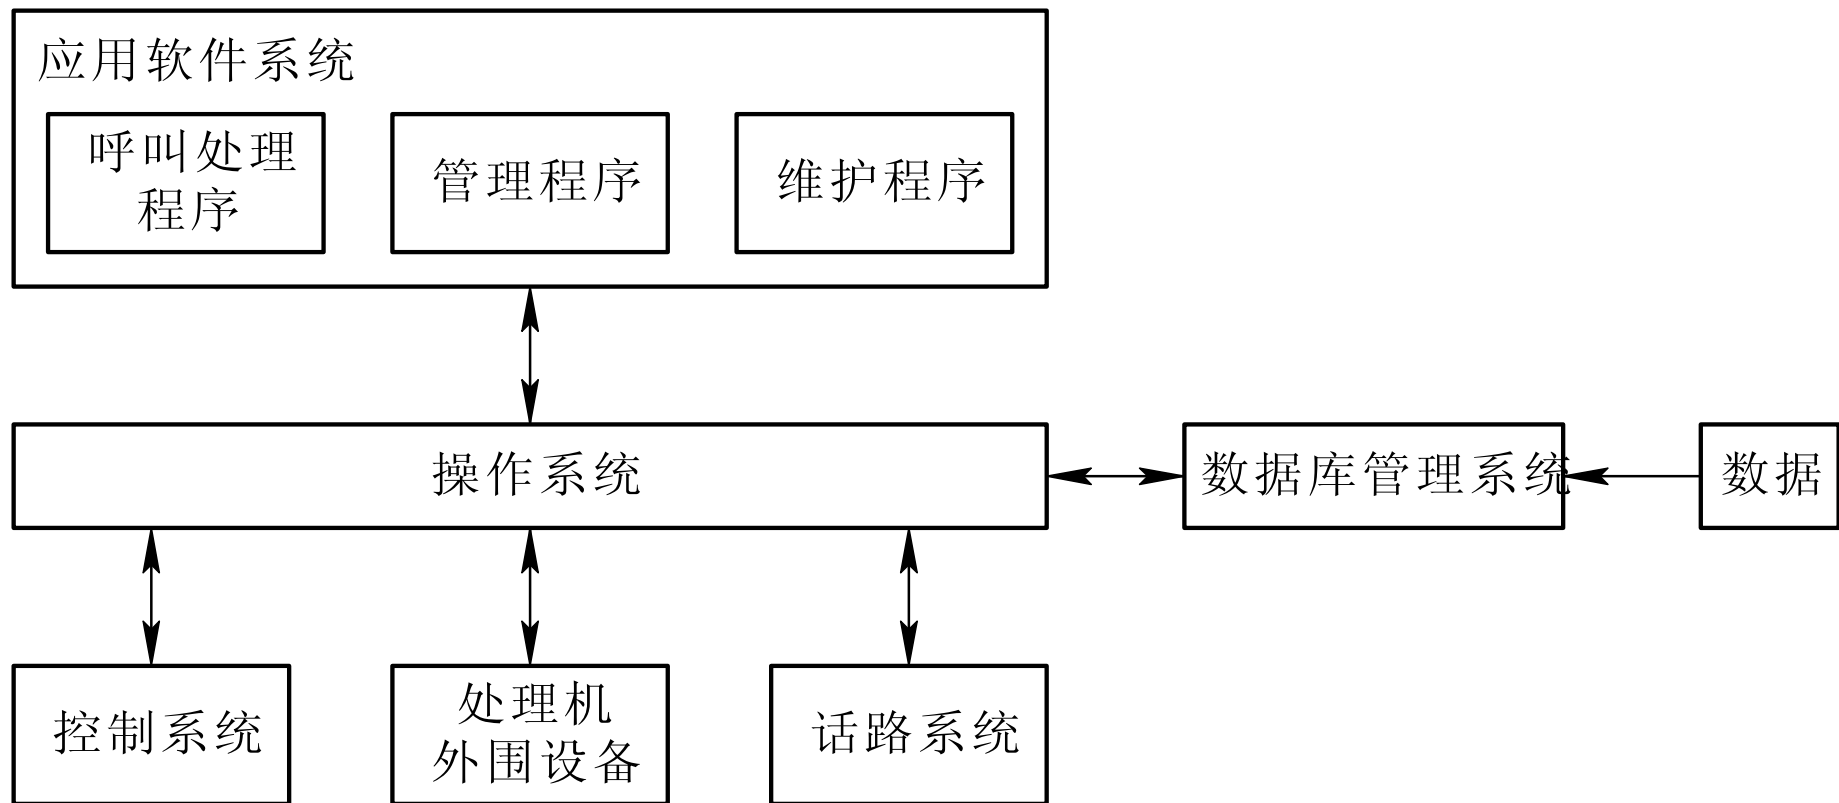 应用软件系统
呼叫处理
程序
管理程序
维护程序
操作系统
数据库管理系统
数据
控制系统
处理机
外围设备
话路系统